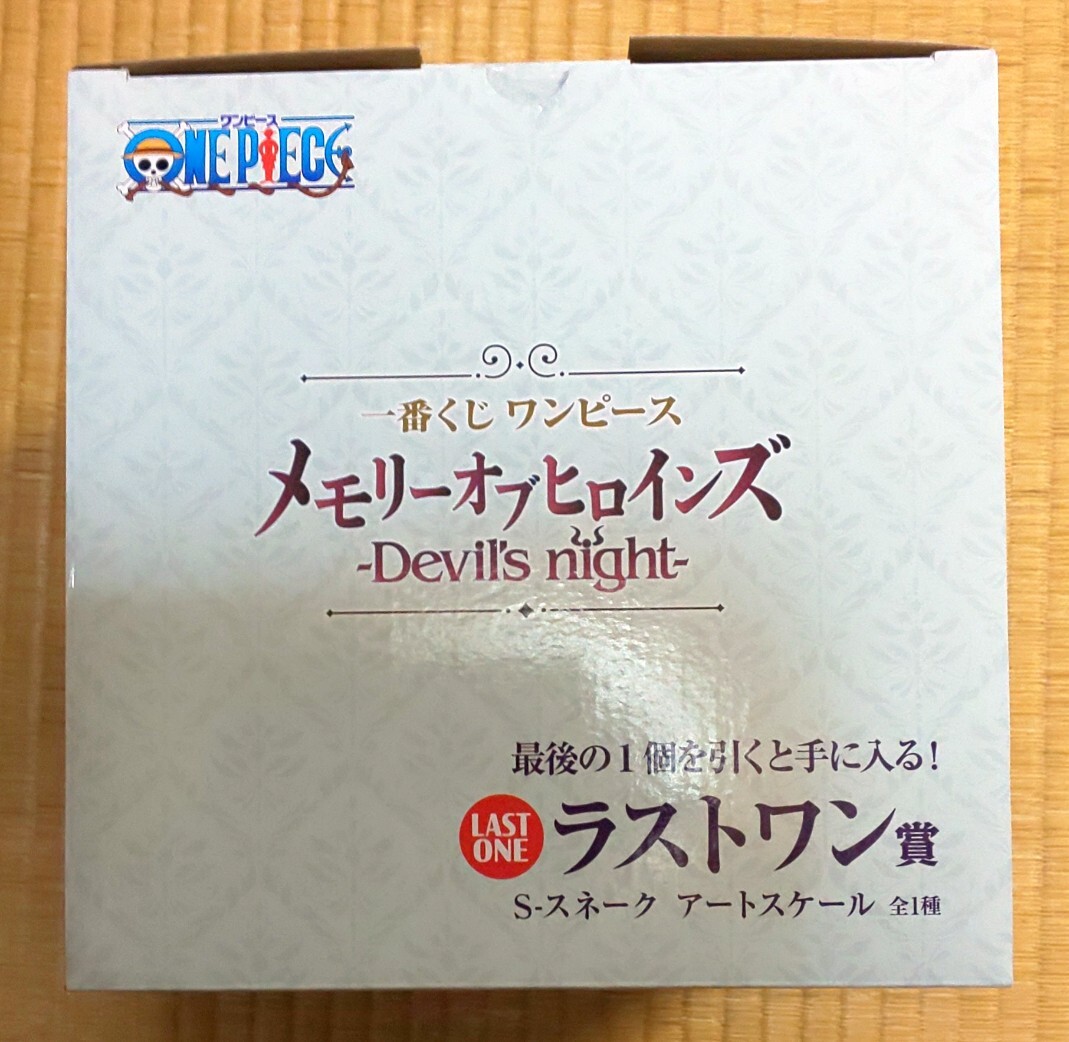 ワンピース
ONE PIECE
一番くじ ワンピース
メモリーオブヒロインズ
-Devil's night-
最後の1個を引くと手に入る!
LAST ONE ラストワン賞
S-スネーク アートスケール 全1種